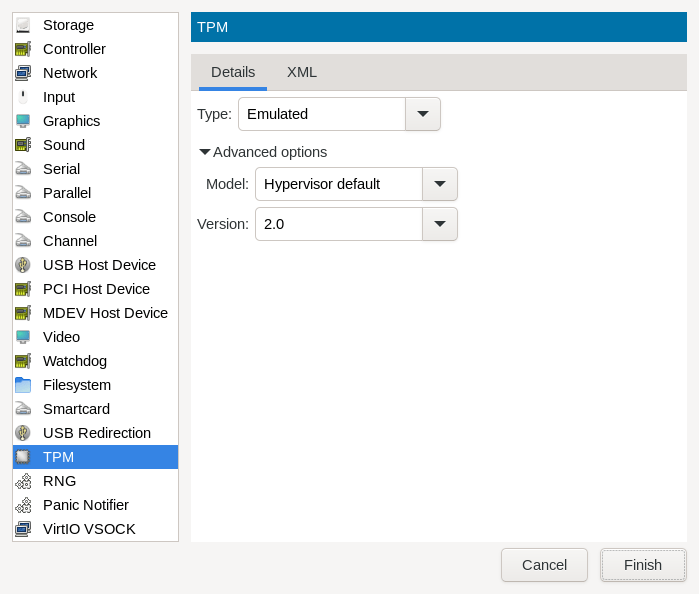 Storage
Controller
Network
Input
Graphics
Sound
Serial
Parallel
Console
Channel
USB Host Device
PCI Host Device
MDEV Host Device
Video
Watchdog
Filesystem
Smartcard
USB Redirection
TPM
RNG
Panic Notifier
VirtIO VSOCK
TPM
Details XML
Type: Emulated
Advanced options
Model: Hypervisor default
Version: 2.0
Cancel Finish